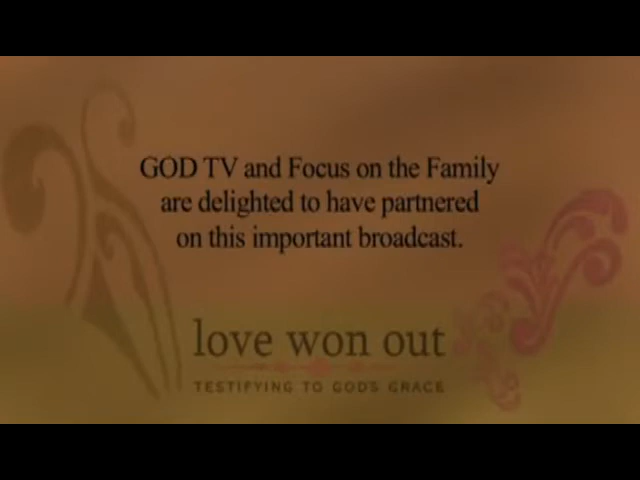 GOD TV and Focus on the Family
are delighted to have partnered
on this important broadcast.
love won out
TESTIFYING TO GOD'S GRACE